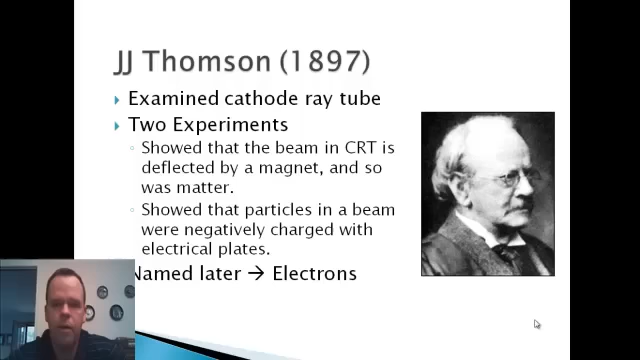 JJ Thomson (1897)
Examined cathode ray tube
Two Experiments
Showed that the beam in CRT is
deflected by a magnet, and so
was matter.
Showed that particles in a beam
were negatively charged with
electrical plates.
Named later → Electrons